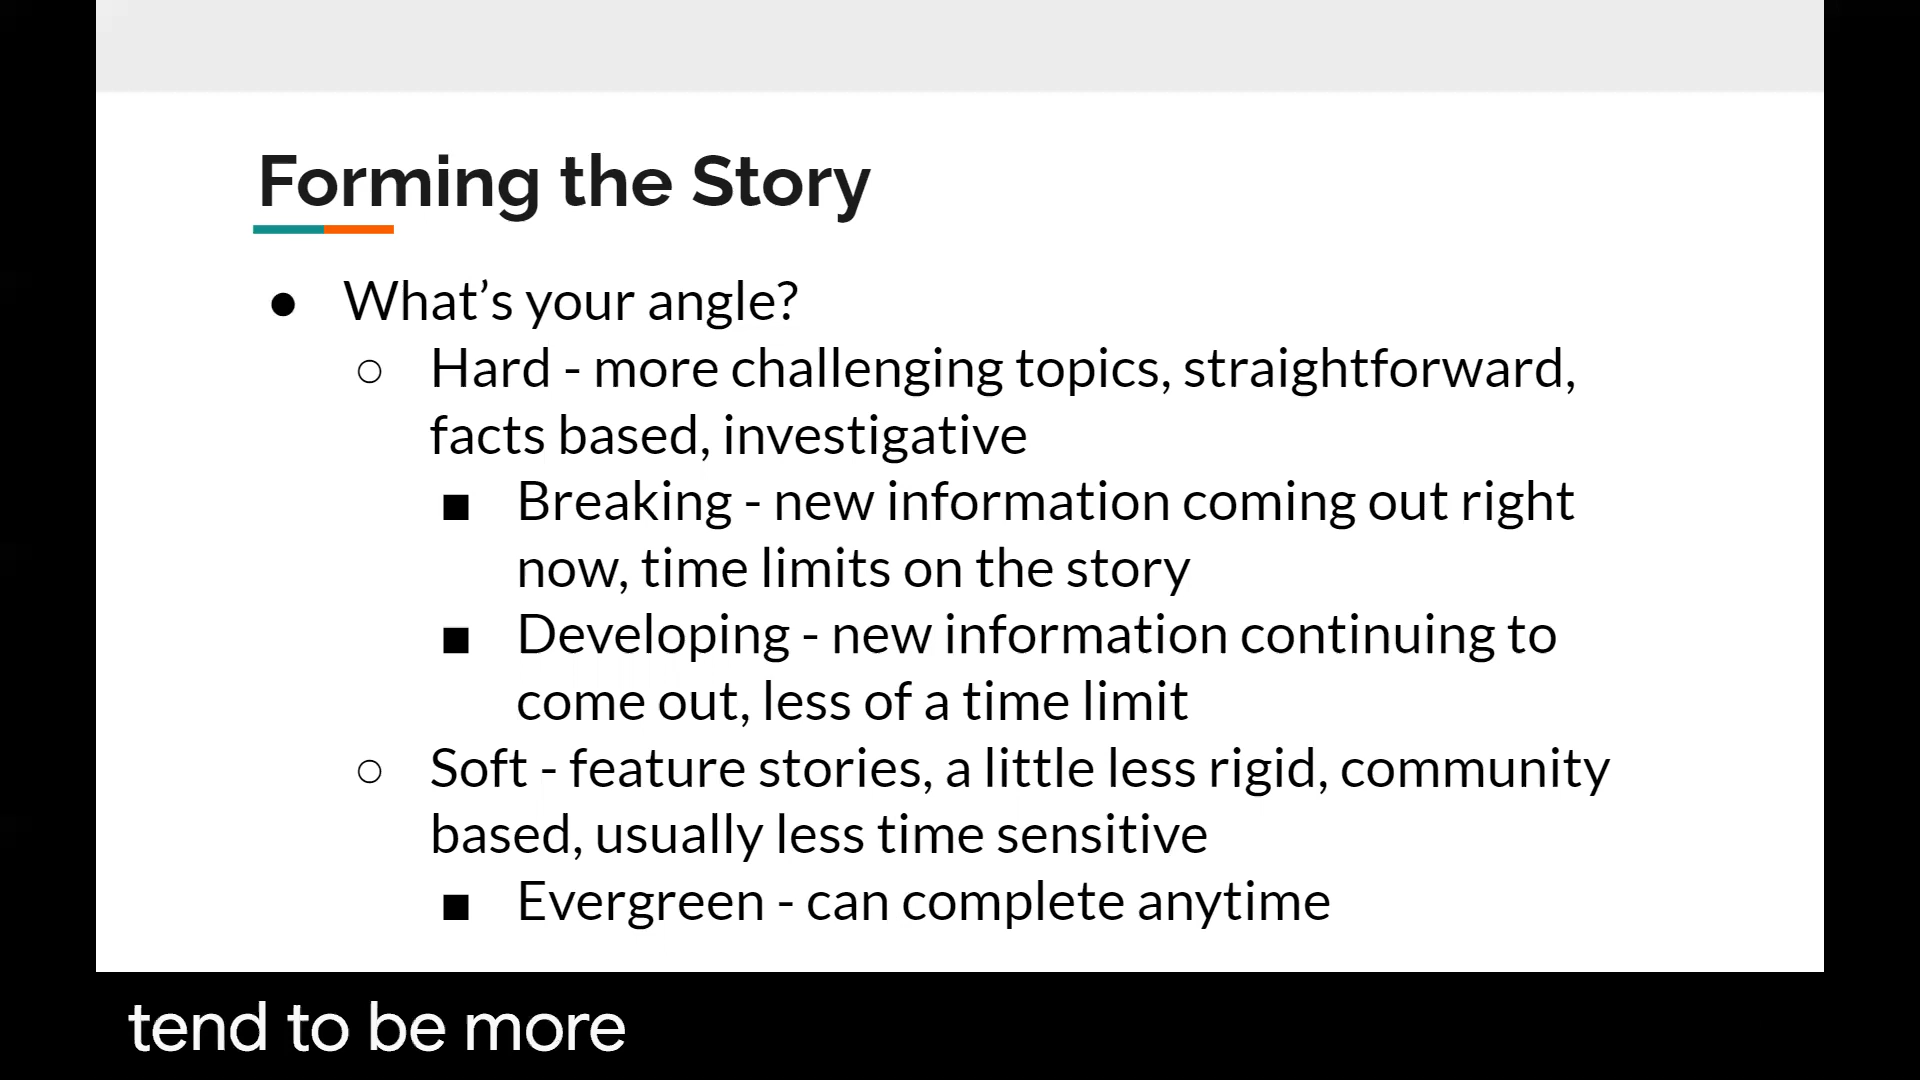 Forming the Story
● What’s your angle?
○ Hard - more challenging topics, straightforward,
facts based, investigative
■ Breaking - new information coming out right
now, time limits on the story
■ Developing - new information continuing to
come out, less of a time limit
○ Soft - feature stories, a little less rigid, community
based, usually less time sensitive
■ Evergreen - can complete anytime
tend to be more